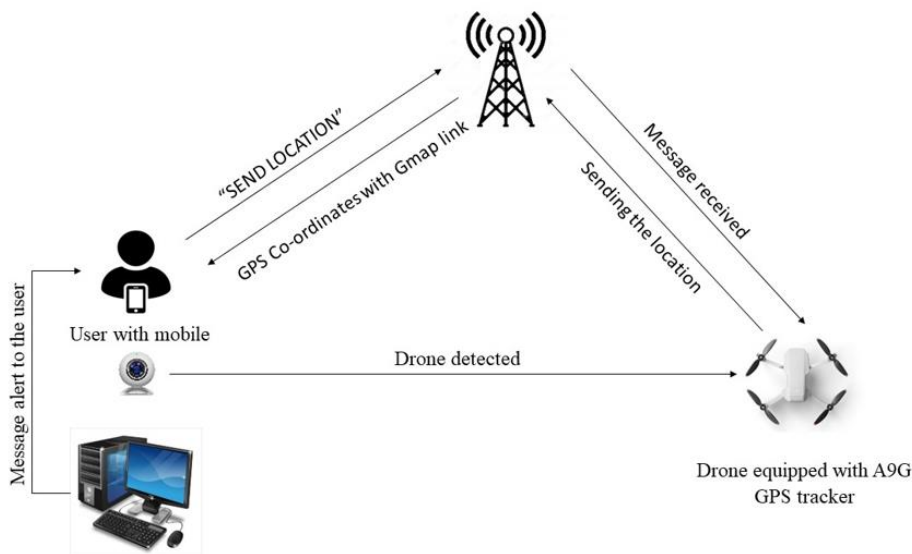 “SEND LOCATION”
GPS Co-ordinates with Gmap link
Message received
Sending the location
Message alert to the user
User with mobile
Drone detected
Drone equipped with A9G
GPS tracker